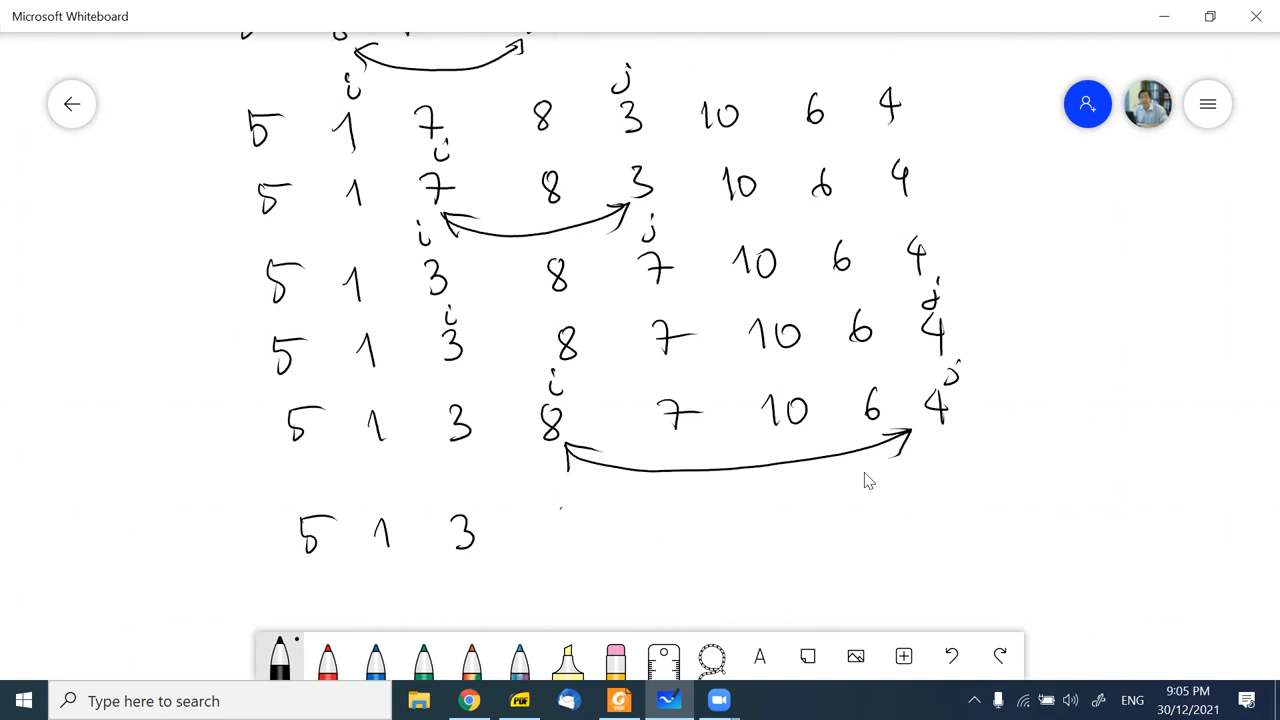 Microsoft Whiteboard
i j
5 1 7 8 3 10 6 4
i
5 1 7 8 3 10 6 4
i j
5 1 3 8 7 10 6 4
i j
5 1 3 8 7 10 6 4
i j
5 1 3 8 7 10 6 4
5 1 3
A
Type here to search
PDF
PDF
ENG
9:05 PM
30/12/2021